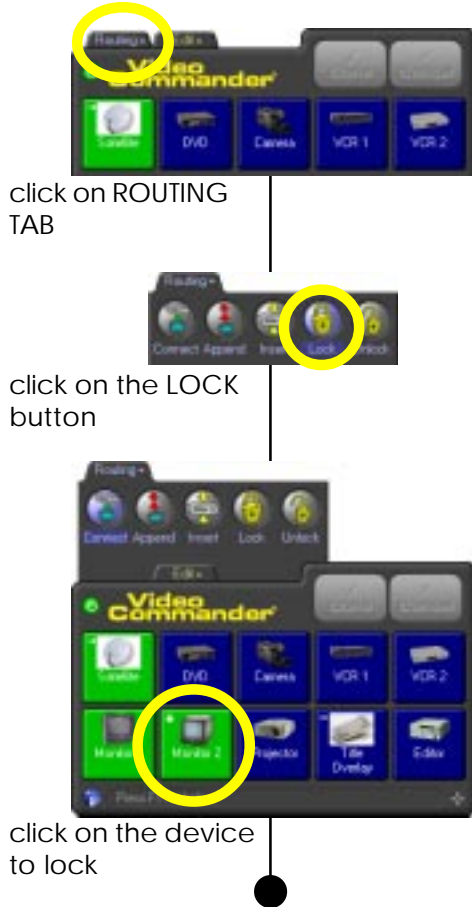 Routing
Edit
Video
Commander
Satellite
DVD
Camera
VCR 1
VCR 2
click on ROUTING
TAB
Routing
Connect Append Insert Lock Unlock
click on the LOCK
button
Routing
Connect Append Insert Lock Unlock
Edit
Video
Commander
Satellite
DVD
Camera
VCR 1
VCR 2
Monitor
Monitor 2
Projector
Title
Overlay
Editor
Press
click on the device
to lock